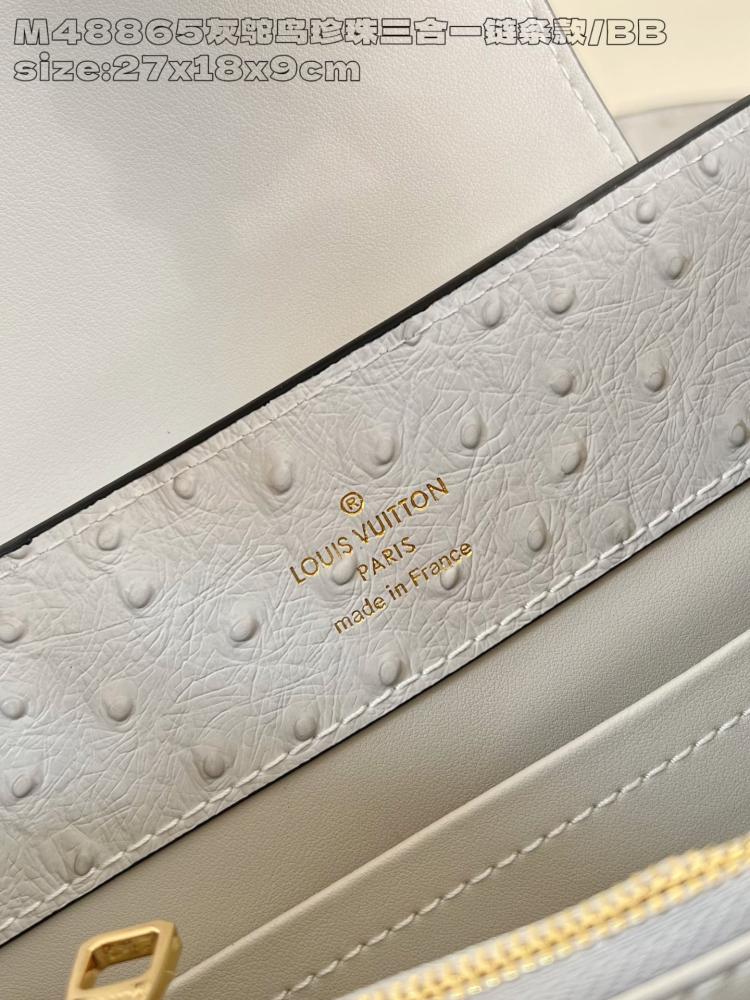 M48865灰鸵鸟珍珠三合一链条款/BB
size:27x18x9cm
®
LOUIS VUITTON
PARIS
made in France